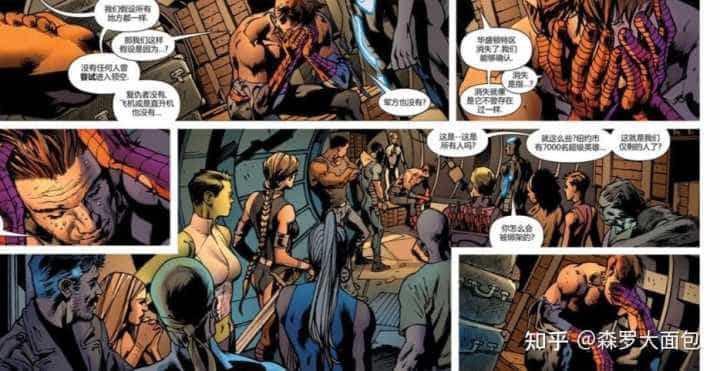 我们假设所有
地方都一样.
那我们这样
假设是因为...?
没有任何人曾
尝试进入领空.
复仇者没有,
飞机或是直升机
也没有...
军方也没有?
华盛顿特区
消失了.我们
能够确认.
消失
是指...?
消失就像
是它不曾存在
过一样.
这是--这是
所有人吗?
就这么些?纽约市
有7000名超级英雄...
这就是我们
仅剩的人了?
你怎么会
被绑架的?
知乎 @森罗大面包